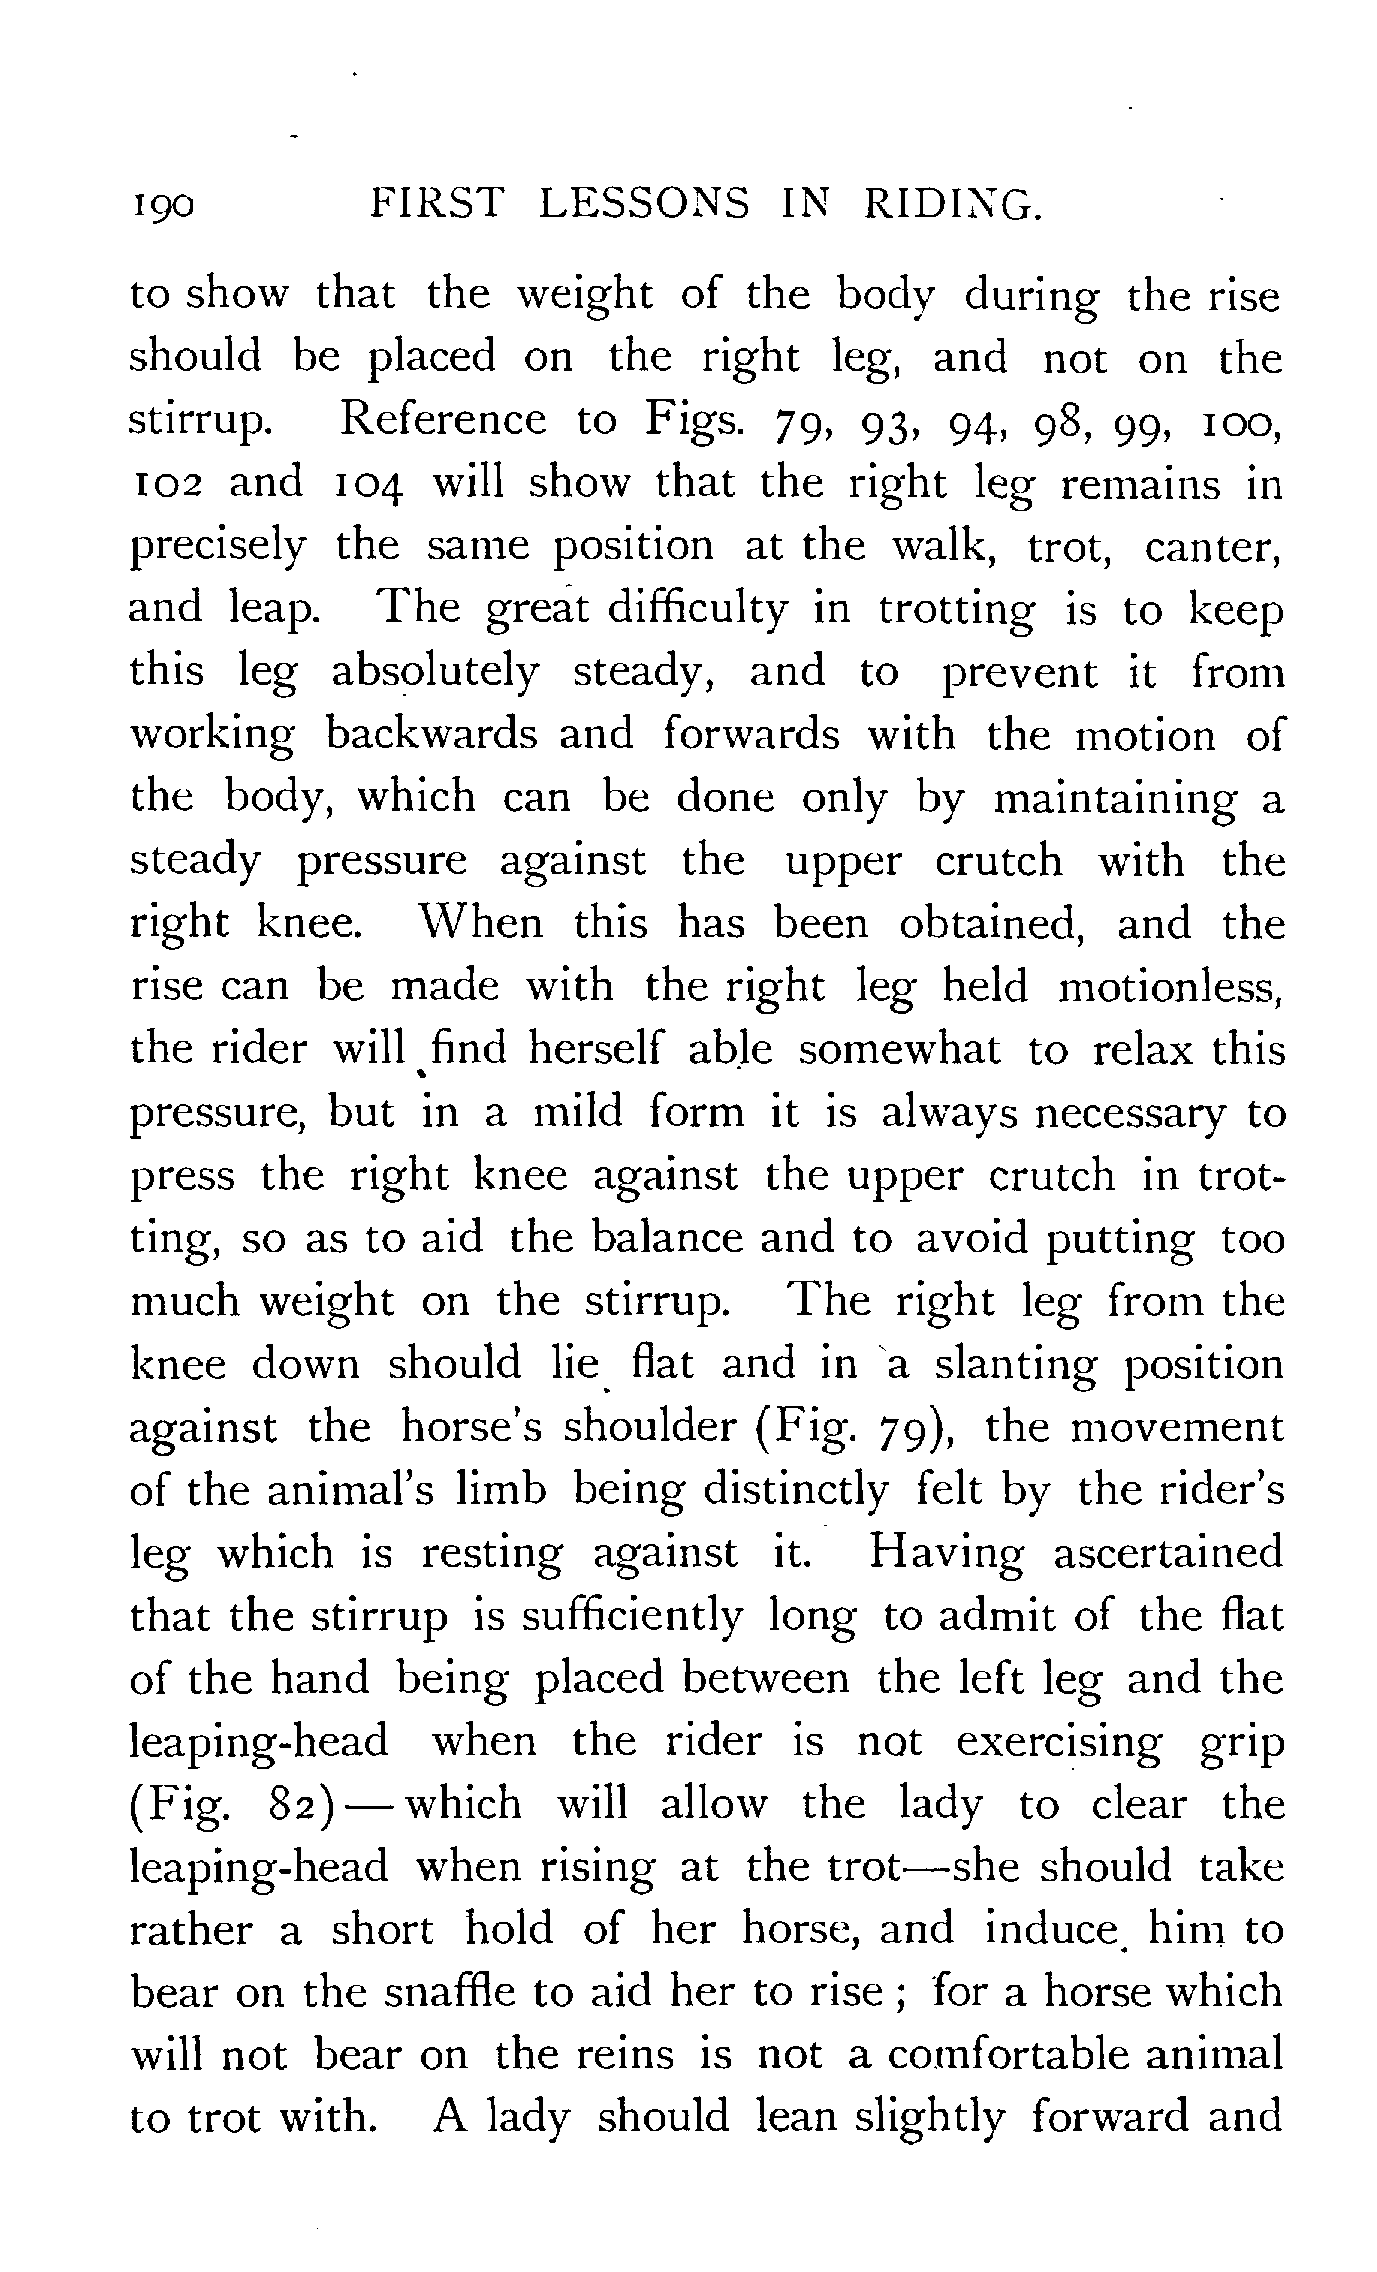 190 FIRST LESSONS IN RIDING.
to show that the weight of the body during the rise
should be placed on the right leg, and not on the
stirrup. Reference to Figs. 79, 93, 94, 98, 99, 100,
102 and 104 will show that the right leg remains in
precisely the same position at the walk, trot, canter,
and leap. The great difficulty in trotting is to keep
this leg absolutely steady, and to prevent it from
working backwards and forwards with the motion of
the body, which can be done only by maintaining a
steady pressure against the upper crutch with the
right knee. When this has been obtained, and the
rise can be made with the right leg held motionless,
the rider will find herself able somewhat to relax this
pressure, but in a mild form it is always necessary to
press the right knee against the upper crutch in trot-
ting, so as to aid the balance and to avoid putting too
much weight on the stirrup. The right leg from the
knee down should lie flat and in a slanting position
against the horse's shoulder (Fig. 79), the movement
of the animal's limb being distinctly felt by the rider's
leg which is resting against it. Having ascertained
that the stirrup is sufficiently long to admit of the flat
of the hand being placed between the left leg and the
leaping-head when the rider is not exercising grip
(Fig. 82)—which will allow the lady to clear the
leaping-head when rising at the trot—she should take
rather a short hold of her horse, and induce him to
bear on the snaffle to aid her to rise ; for a horse which
will not bear on the reins is not a comfortable animal
to trot with. A lady should lean slightly forward and